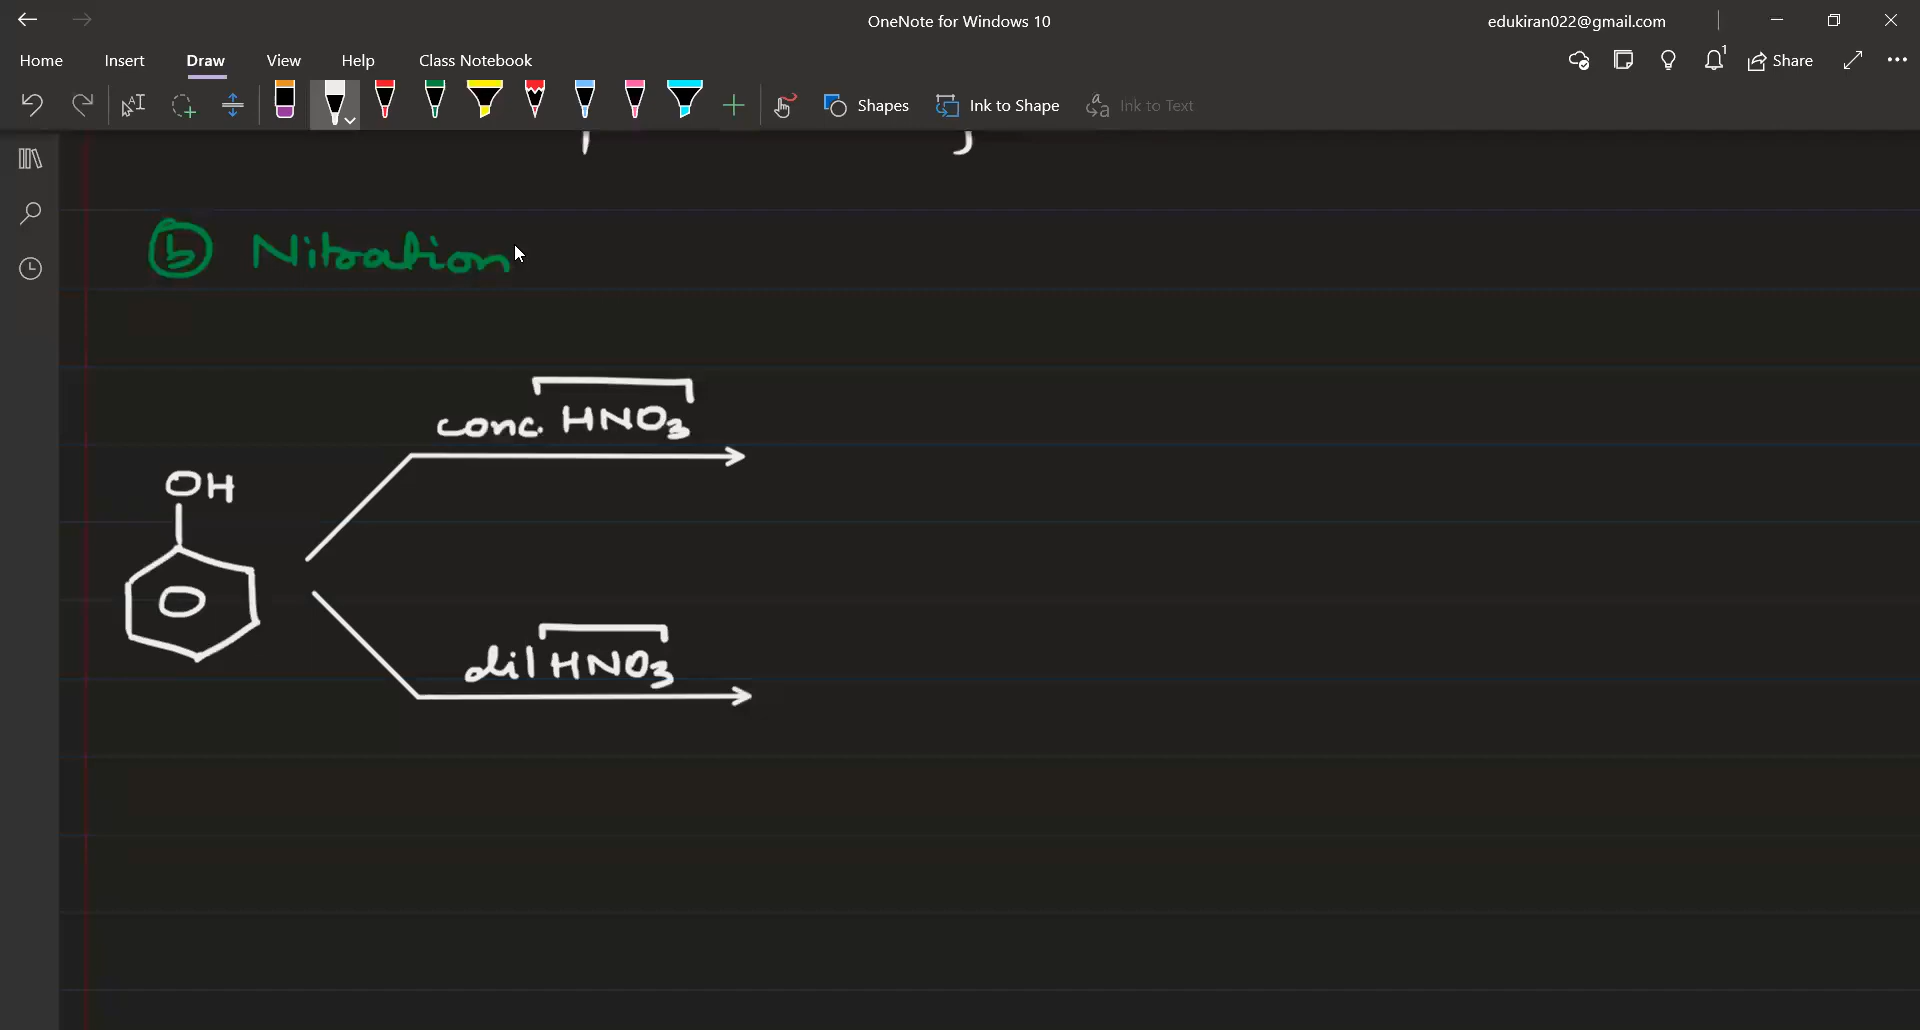 OneNote for Windows 10
edukiran022@gmail.com
Home Insert Draw View Help Class Notebook
1
Share
Shapes Ink to Shape Ink to Text
b Nitration
conc. HNO3
OH
dil HNO3